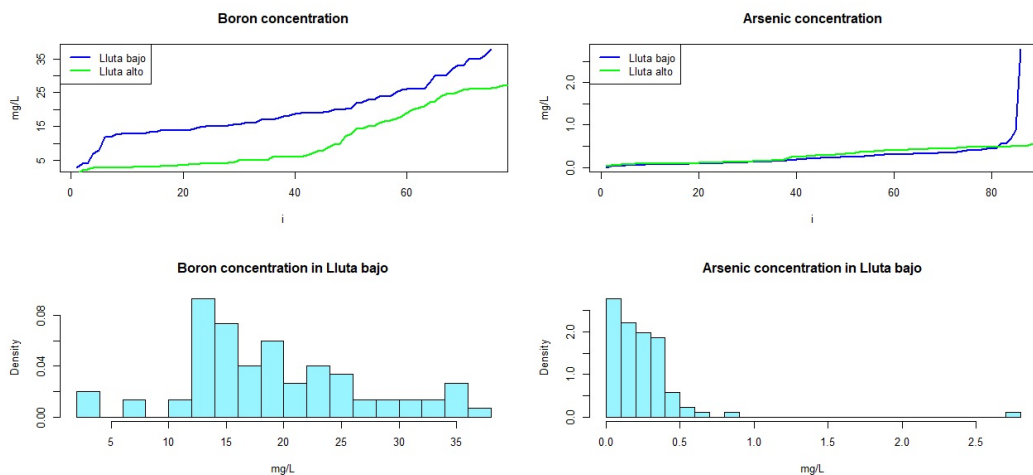 Boron concentration
Lluta bajo
Lluta alto
mg/L
5 15 25 35
0 20 40 60
i
Arsenic concentration
Lluta bajo
Lluta alto
mg/L
0.0 1.0 2.0
0 20 40 60 80
i
Boron concentration in Lluta bajo
Density
0.00 0.04 0.08
5 10 15 20 25 30 35
mg/L
Arsenic concentration in Lluta bajo
Density
0.0 1.0 2.0
0.0 0.5 1.0 1.5 2.0 2.5
mg/L